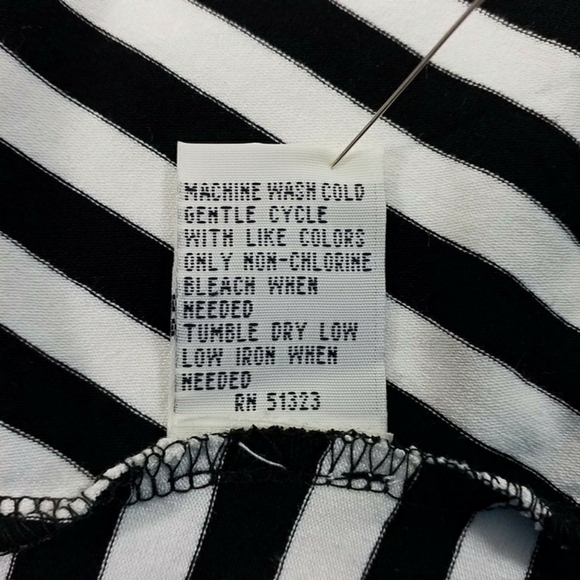 MACHINE WASH COLD
GENTLE CYCLE
WITH LIKE COLORS
ONLY NON-CHLORINE
BLEACH WHEN
NEEDED
TUMBLE DRY LOW
LOW IRON WHEN
NEEDED
RN 51323